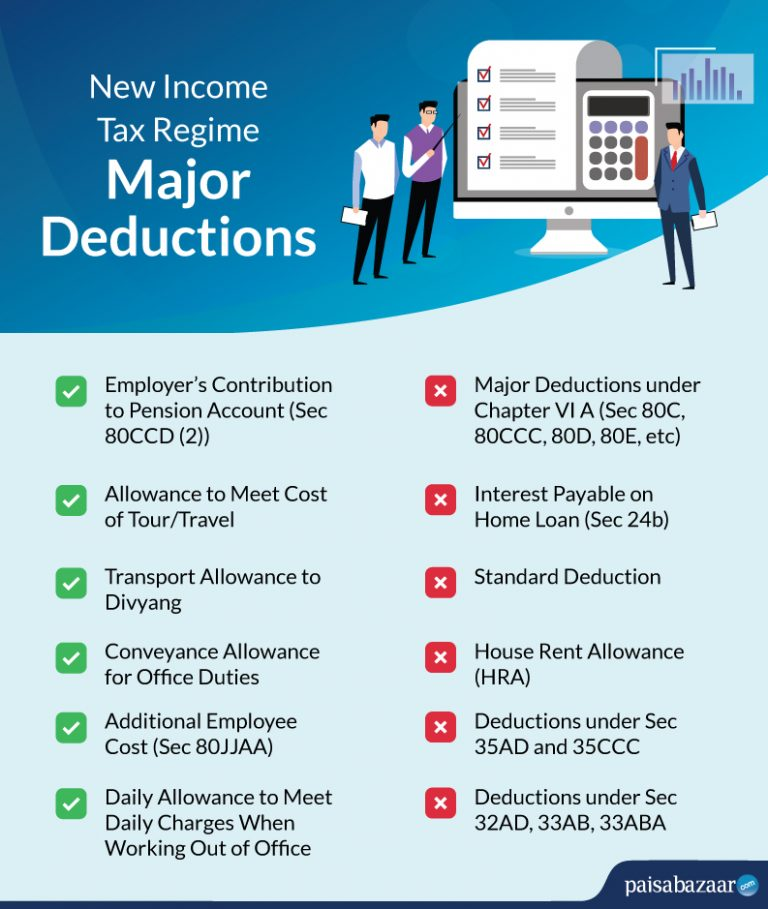 New Income
Tax Regime
Major
Deductions
Employer’s Contribution
to Pension Account (Sec
80CCD (2))
Allowance to Meet Cost
of Tour/Travel
Transport Allowance to
Divyang
Conveyance Allowance
for Office Duties
Additional Employee
Cost (Sec 80JJAA)
Daily Allowance to Meet
Daily Charges When
Working Out of Office
Major Deductions under
Chapter VI A (Sec 80C,
80CCC, 80D, 80E, etc)
Interest Payable on
Home Loan (Sec 24b)
Standard Deduction
House Rent Allowance
(HRA)
Deductions under Sec
35AD and 35CCC
Deductions under Sec
32AD, 33AB, 33ABA
paisabazaar.com